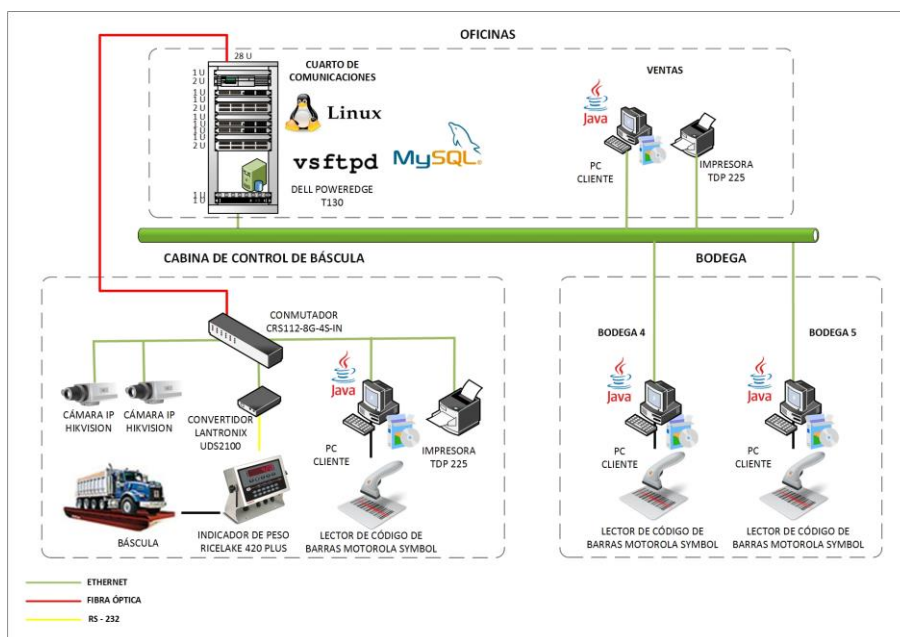 OFICINAS
28 U
1 U
2 U
1 U
1 U
2 U
1 U
1 U
1 U
2 U
1 U
1 U
CUARTO DE
COMUNICACIONES
Linux
vsftpd
MySQL®
DELL POWEREDGE
T130
VENTAS
Java
PC
CLIENTE
IMPRESORA
TDP 225
CABINA DE CONTROL DE BÁSCULA
CONMUTADOR
CRS112-8G-4S-IN
CÁMARA IP
HIKVISION
CÁMARA IP
HIKVISION
CONVERTIDOR
LANTRONIX
UDS2100
Java
PC
CLIENTE
IMPRESORA
TDP 225
BÁSCULA
INDICADOR DE PESO
RICELAKE 420 PLUS
LECTOR DE CÓDIGO DE
BARRAS MOTOROLA SYMBOL
BODEGA
BODEGA 4
Java
PC
CLIENTE
LECTOR DE CÓDIGO DE
BARRAS MOTOROLA SYMBOL
BODEGA 5
Java
PC
CLIENTE
LECTOR DE CÓDIGO DE
BARRAS MOTOROLA SYMBOL
ETHERNET
FIBRA ÓPTICA
RS - 232